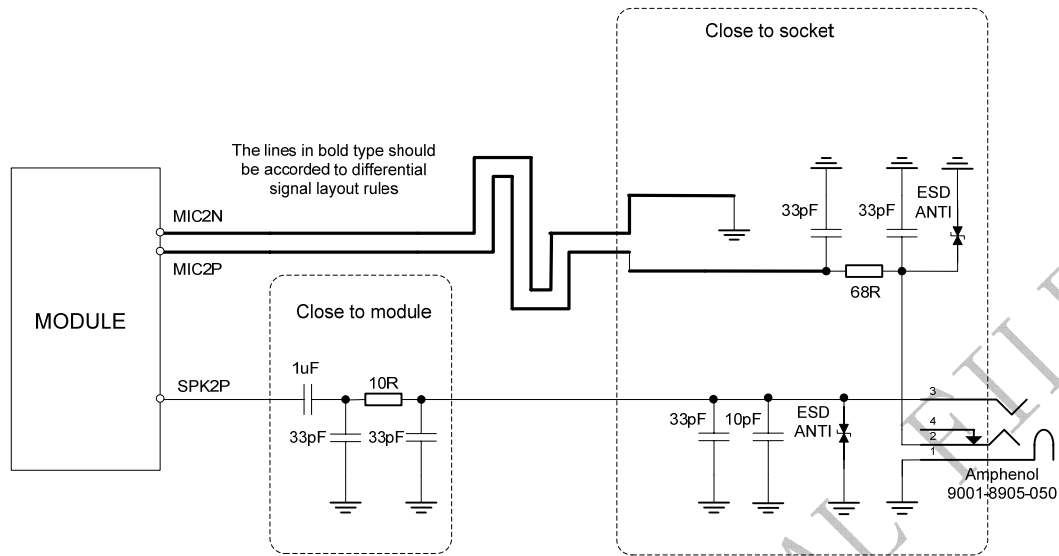 Close to socket
The lines in bold type should
be accorded to differential
signal layout rules
MIC2N
MIC2P
MODULE
33pF
33pF
ESD
ANTI
68R
Close to module
SPK2P
1uF
10R
33pF
33pF
33pF
10pF
ESD
ANTI
3
4
2
1
Amphenol
9001-8905-050